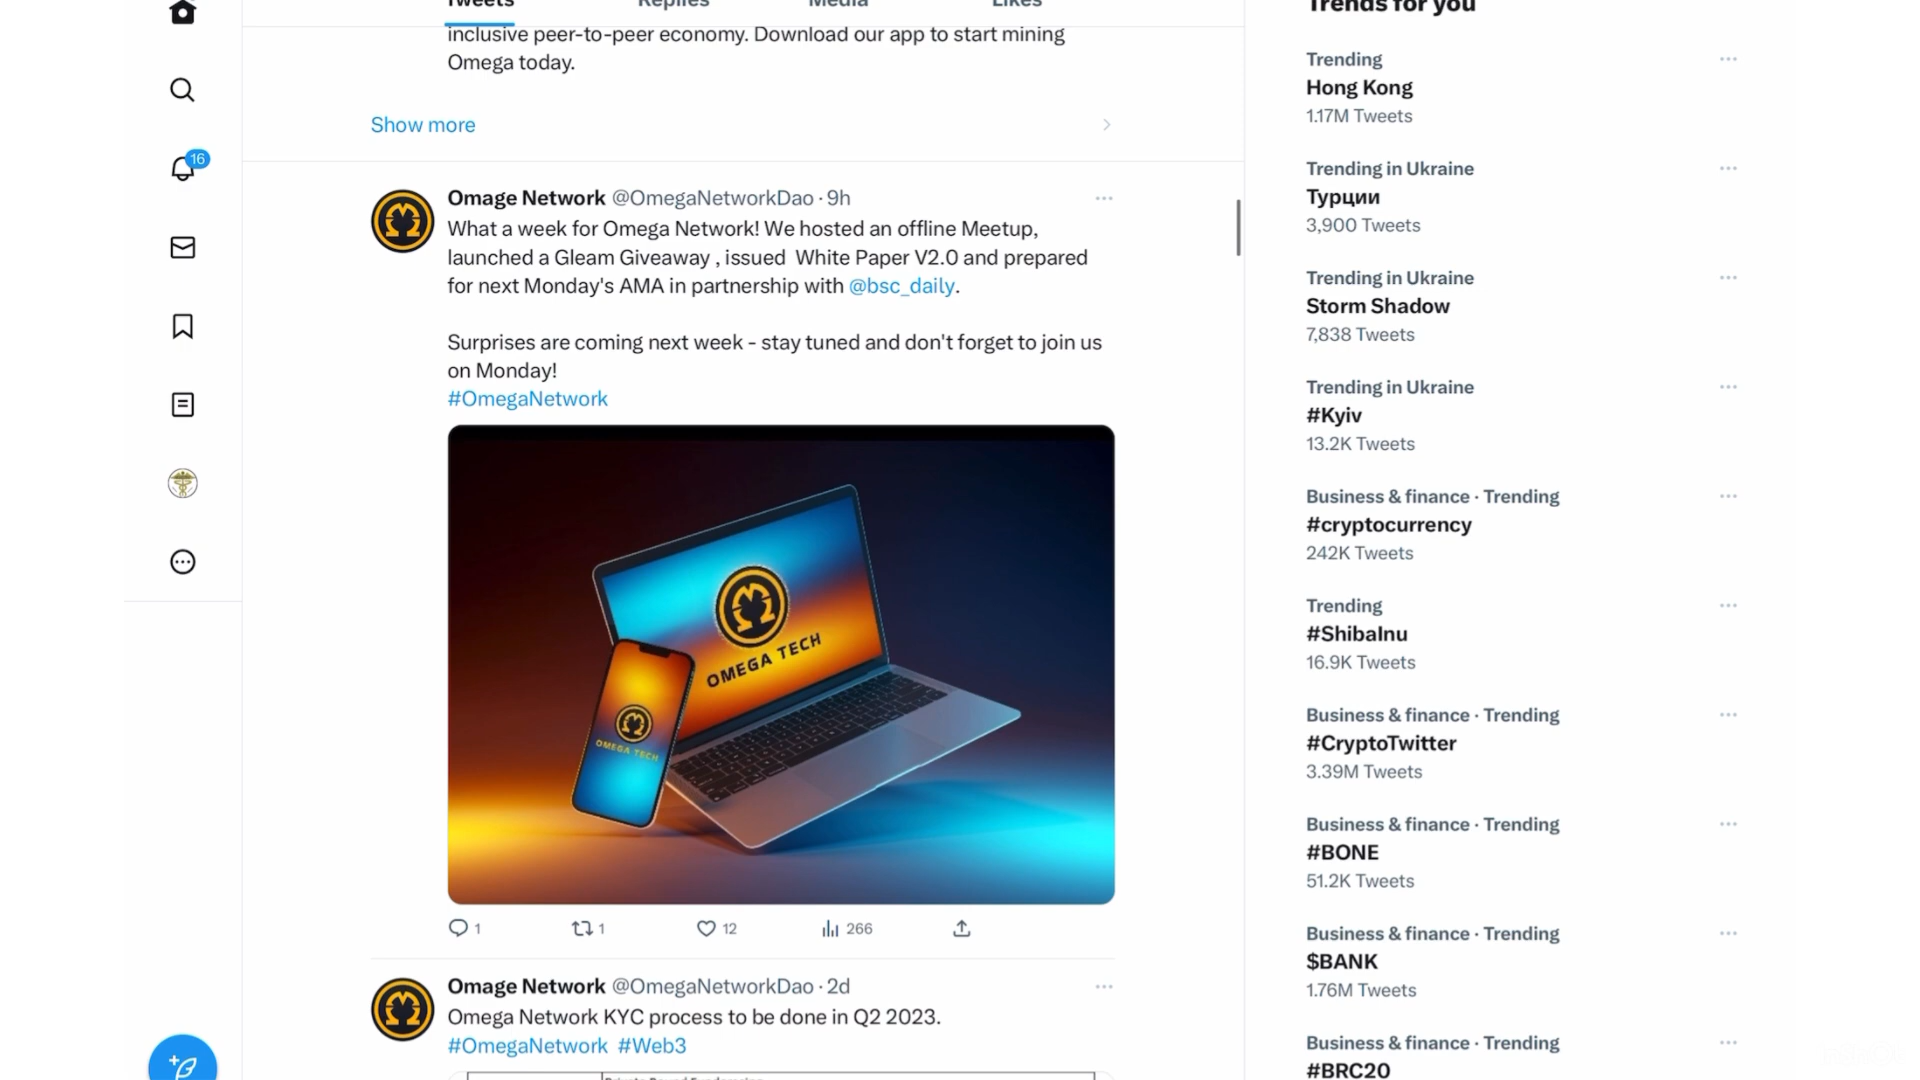 Tweets
Replies
Media
Likes
inclusive peer-to-peer economy. Download our app to start mining
Omega today.
Show more
Omage Network @OmegaNetworkDao · 9h
What a week for Omega Network! We hosted an offline Meetup,
launched a Gleam Giveaway , issued  White Paper V2.0 and prepared
for next Monday's AMA in partnership with @bsc_daily.
Surprises are coming next week - stay tuned and don't forget to join us
on Monday!
#OmegaNetwork
OMEGA TECH
OMEGA TECH
1
1
12
266
Omage Network @OmegaNetworkDao · 2d
Omega Network KYC process to be done in Q2 2023.
#OmegaNetwork #Web3
16
Trends for you
Trending
Hong Kong
1.17M Tweets
Trending in Ukraine
Турции
3,900 Tweets
Trending in Ukraine
Storm Shadow
7,838 Tweets
Trending in Ukraine
#Kyiv
13.2K Tweets
Business & finance · Trending
#cryptocurrency
242K Tweets
Trending
#ShibaInu
16.9K Tweets
Business & finance · Trending
#CryptoTwitter
3.39M Tweets
Business & finance · Trending
#BONE
51.2K Tweets
Business & finance · Trending
$BANK
1.76M Tweets
Business & finance · Trending
#BRC20